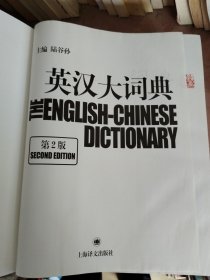 主编 陆谷孙
英汉大词典
THE ENGLISH-CHINESE
DICTIONARY
第2版
SECOND EDITION
上海译文出版社